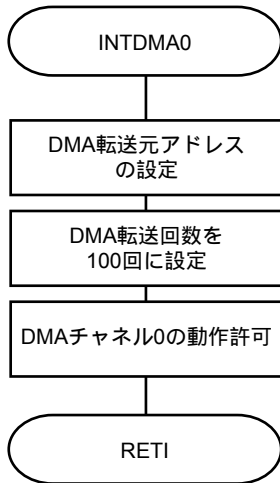 INTDMA0
DMA転送元アドレス
の設定
DMA転送回数を
100回に設定
DMAチャネル0の動作許可
RETI